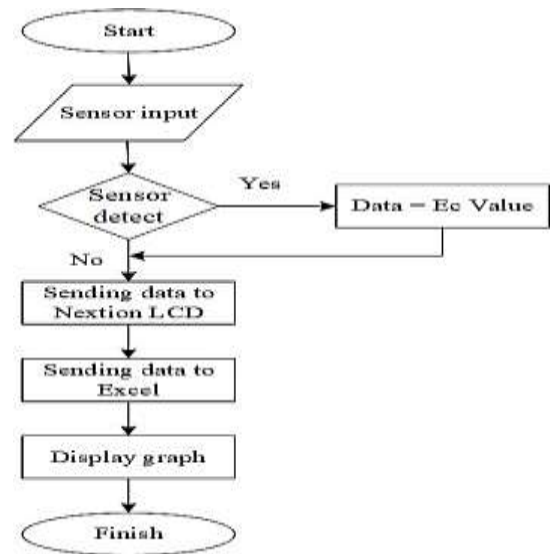 Start
Sensor input
Sensor
detect
Yes
Data = Ec Value
No
Sending data to
Nextion LCD
Sending data to
Excel
Display graph
Finish